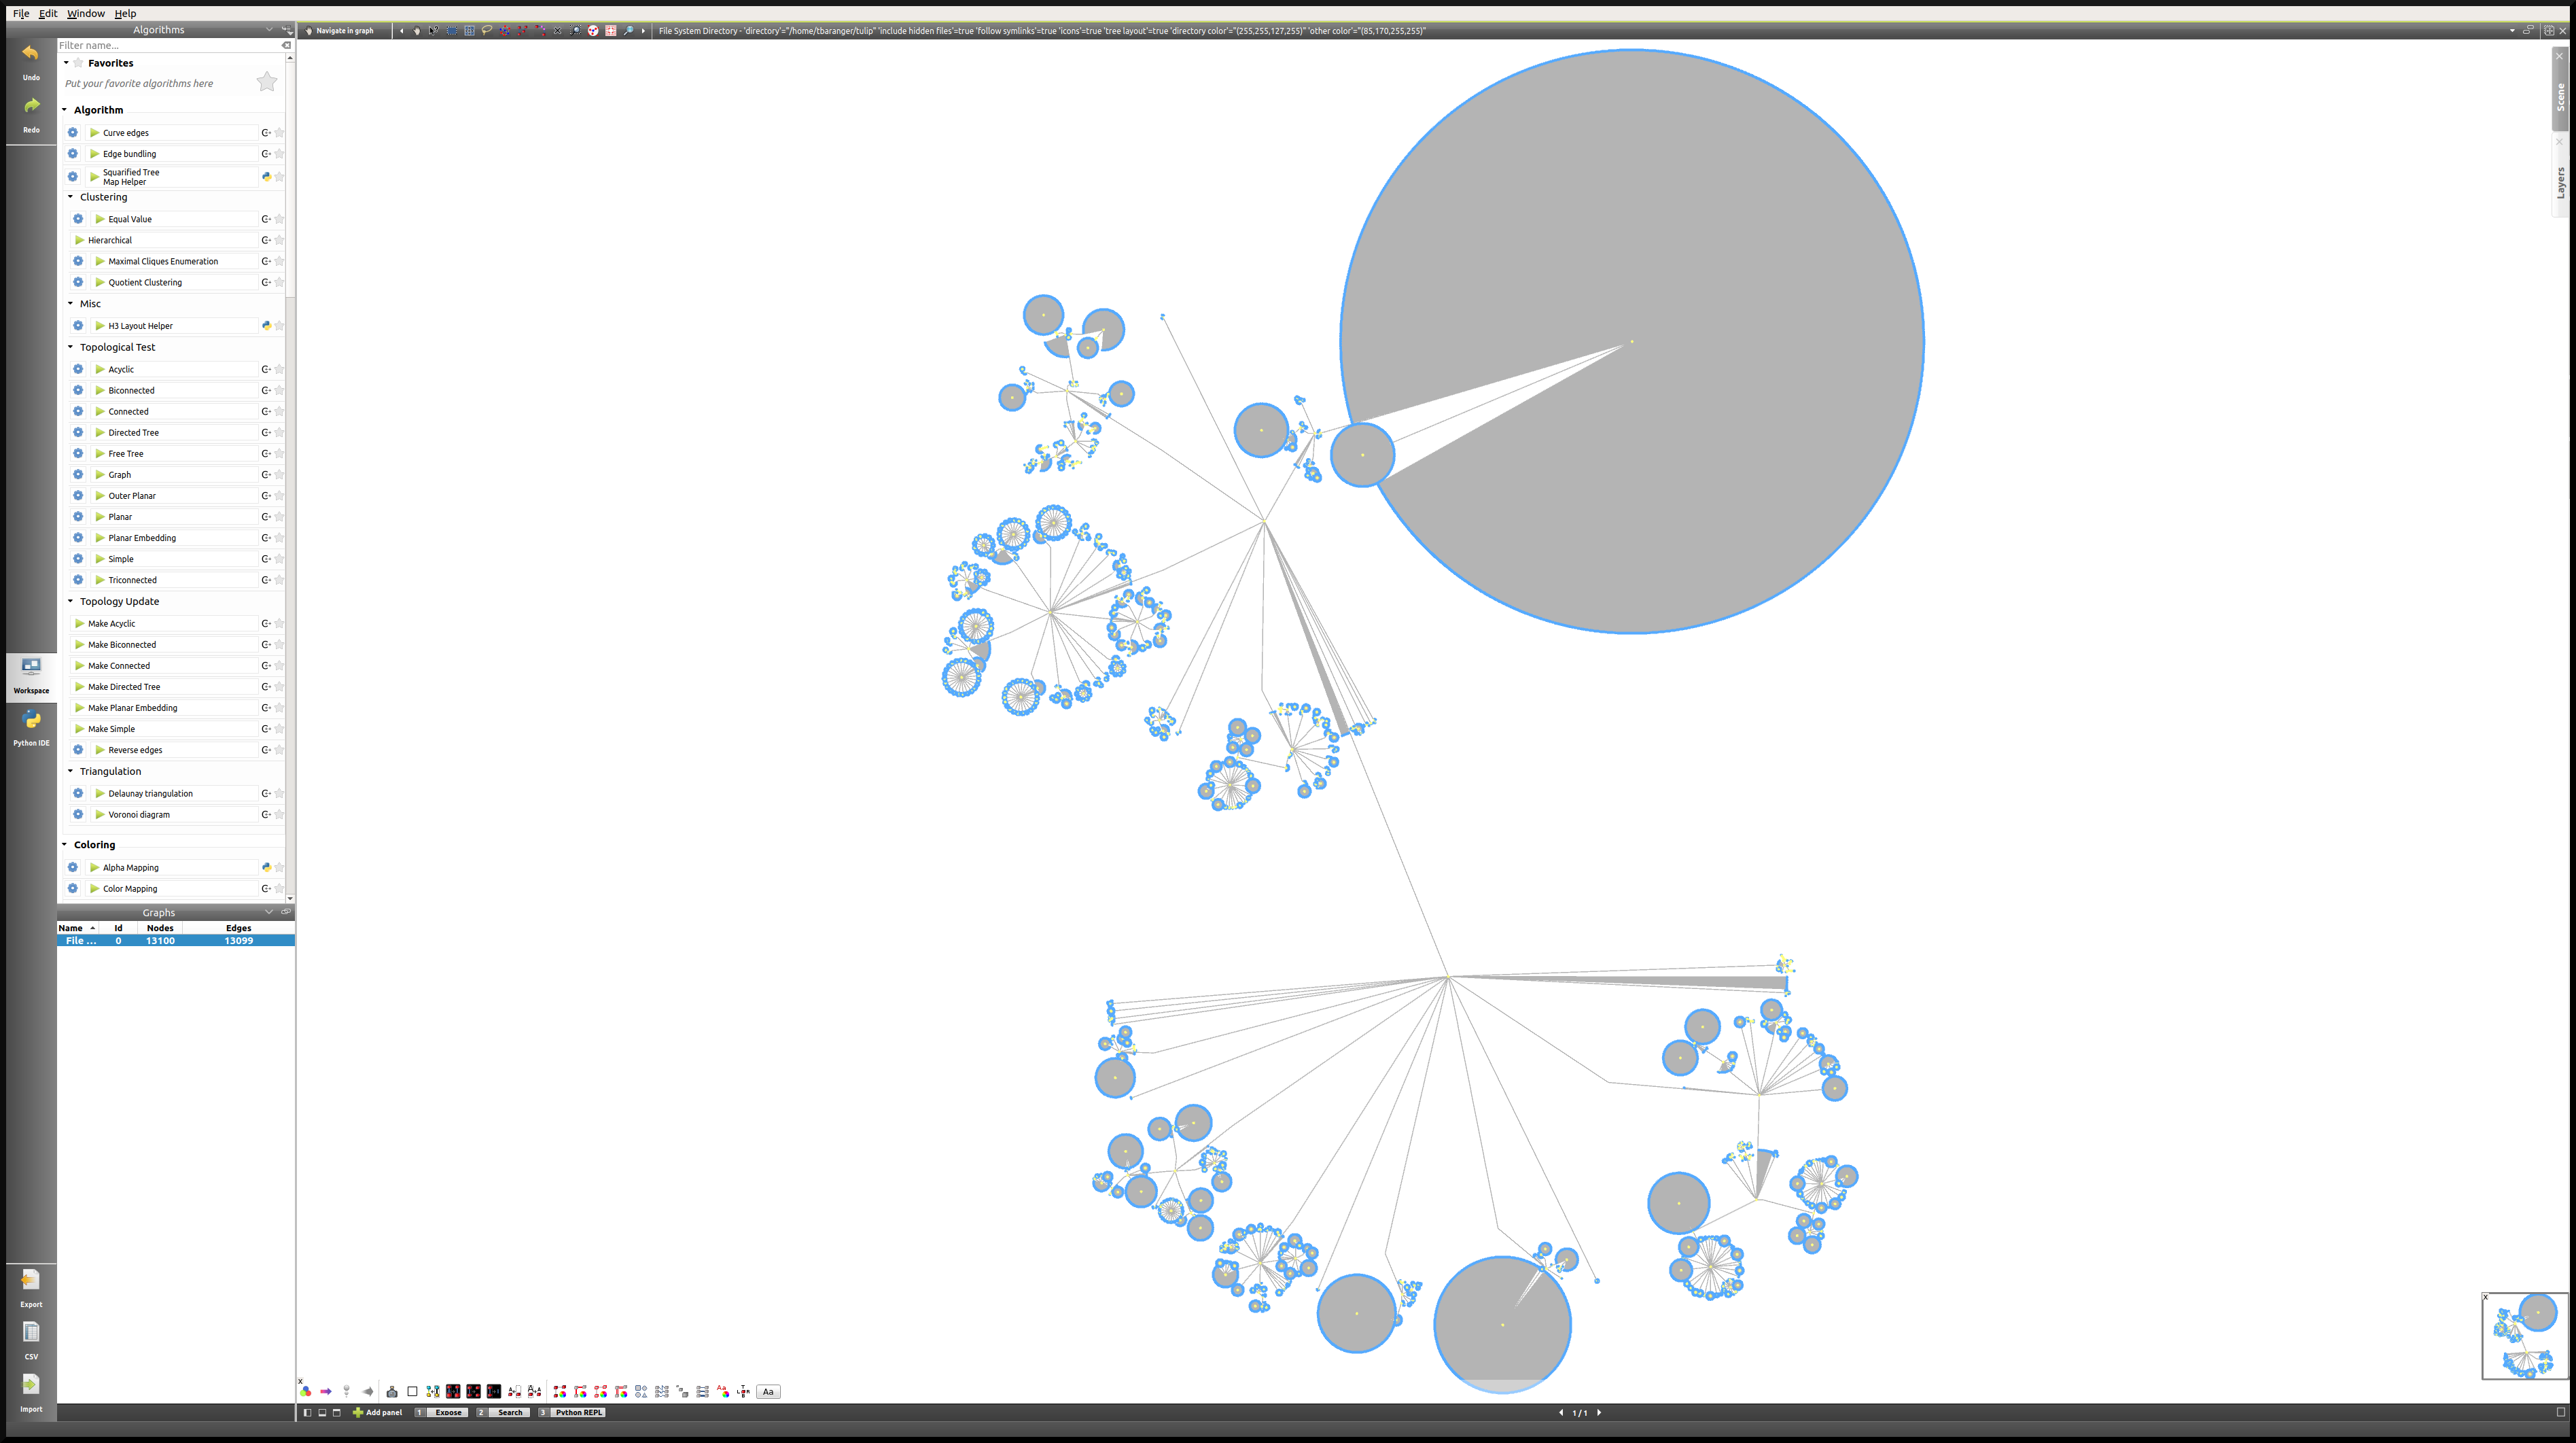 File Edit Window Help
Algorithms
Navigate in graph
File System Directory - 'directory'="/home/tbaranger/tulip" 'include hidden files'=true 'follow symlinks'=true 'icons'=true 'tree layout'=true 'directory color'="(255,255,127,255)" 'other color'="(85,170,255,255)"
Filter name...
Undo
Redo
Workspace
Python IDE
Export
CSV
Import
Favorites
Put your favorite algorithms here
Algorithm
Curve edges
Edge bundling
Squarified Tree
Map Helper
Clustering
Equal Value
Hierarchical
Maximal Cliques Enumeration
Quotient Clustering
Misc
H3 Layout Helper
Topological Test
Acyclic
Biconnected
Connected
Directed Tree
Free Tree
Graph
Outer Planar
Planar
Planar Embedding
Simple
Triconnected
Topology Update
Make Acyclic
Make Biconnected
Make Connected
Make Directed Tree
Make Planar Embedding
Make Simple
Reverse edges
Triangulation
Delaunay triangulation
Voronoi diagram
Coloring
Alpha Mapping
Color Mapping
Graphs
Name Id Nodes Edges
File ... 0 13100 13099
Scene
Layers
x
x
Aa
Add panel 1 Expose 2 Search 3 Python REPL
1 / 1